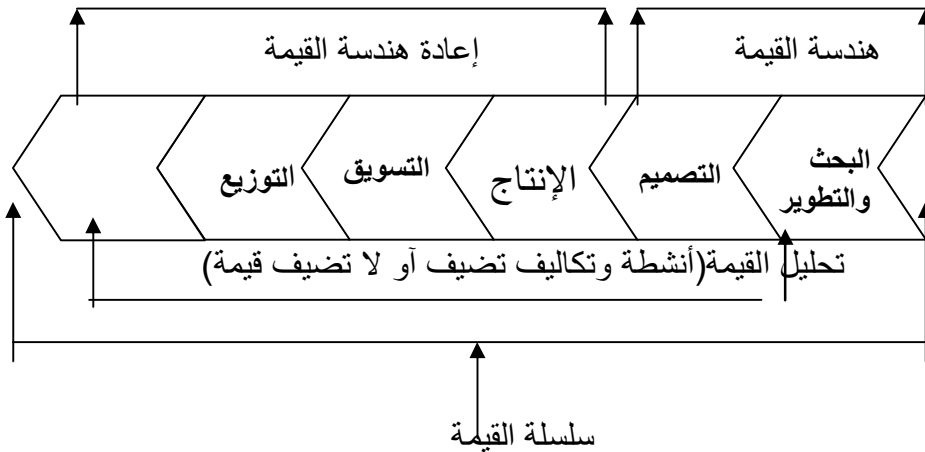 هندسة القيمة
إعادة هندسة القيمة
البحث
والتطوير
التصميم
الإنتاج
التسويق
التوزيع
تحليل القيمة(أنشطة وتكاليف تضيف آو لا تضيف قيمة)
سلسلة القيمة